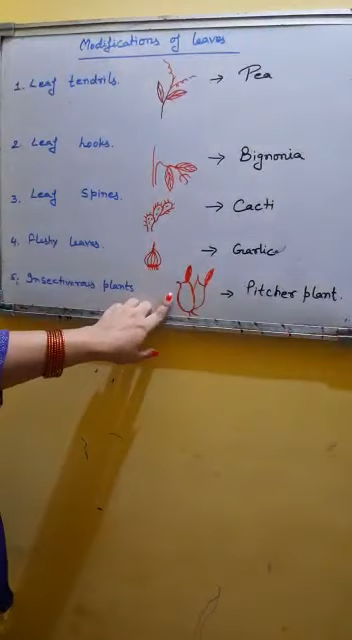 Modifications of leaves
1. Leaf tendrils. → Pea
2. Leaf hooks. → Bignonia
3. Leaf Spines. → Cacti
4. Fleshy leaves. → Garlic
5. Insectivorous plants → Pitcher plant.